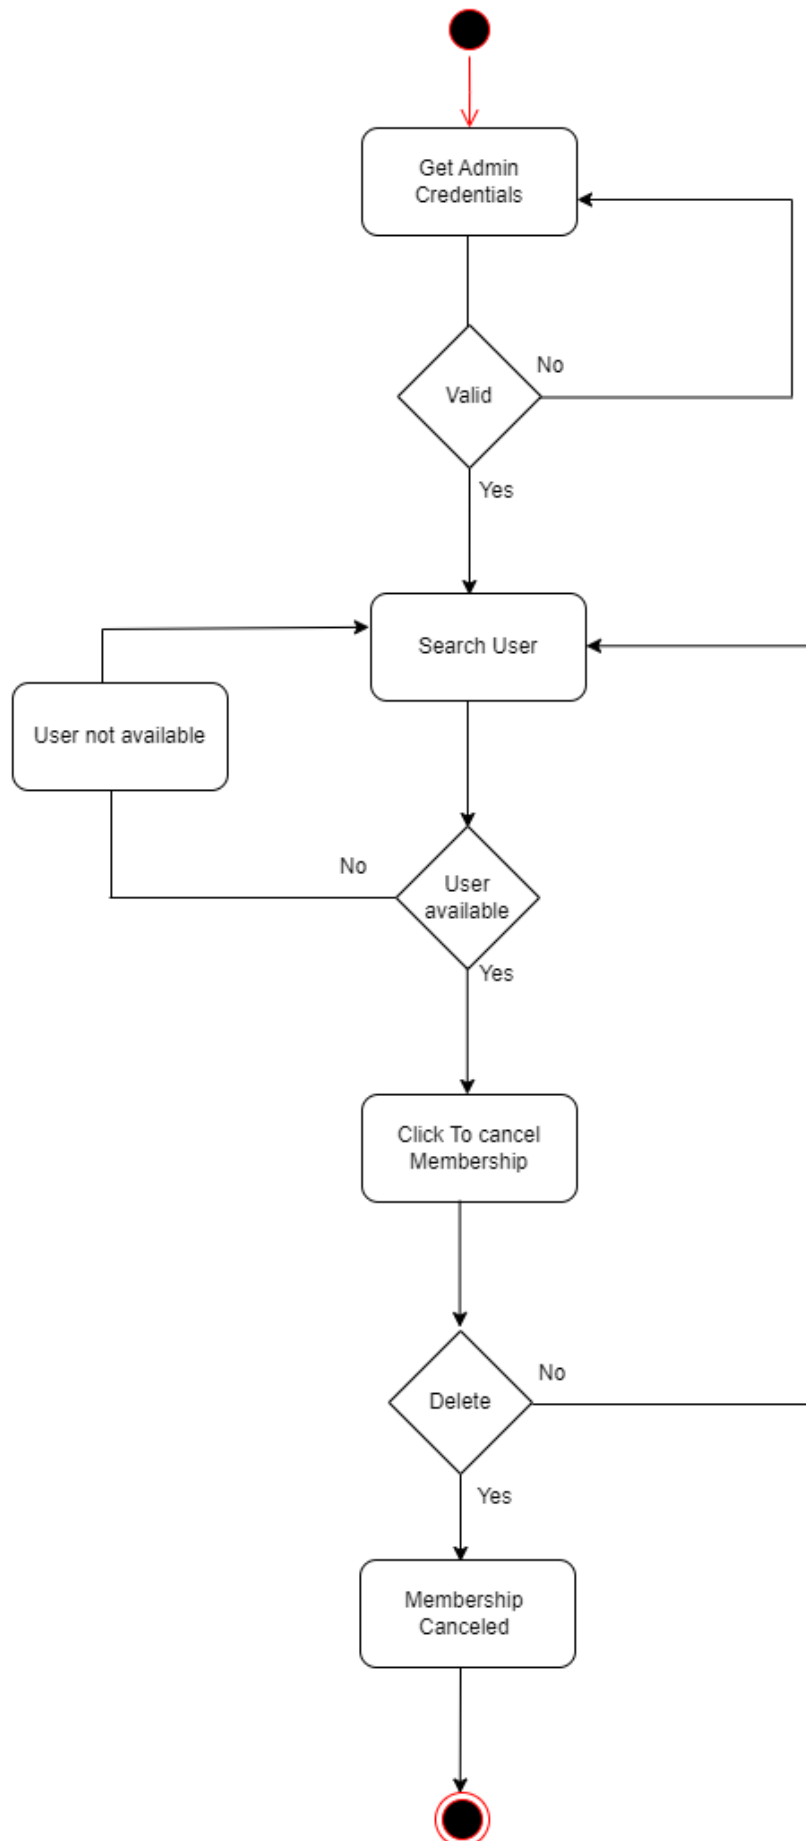 Get Admin
Credentials
No
Valid
Yes
Search User
User not available
No
User
available
Yes
Click To cancel
Membership
No
Delete
Yes
Membership
Canceled